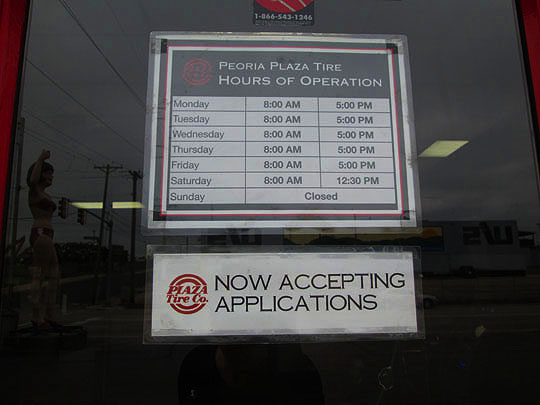 1-866-543-1246
PEORIA PLAZA TIRE
HOURS OF OPERATION
Monday 8:00 AM 5:00 PM
Tuesday 8:00 AM 5:00 PM
Wednesday 8:00 AM 5:00 PM
Thursday 8:00 AM 5:00 PM
Friday 8:00 AM 5:00 PM
Saturday 8:00 AM 12:30 PM
Sunday Closed
PLAZA
Tire Co.
NOW ACCEPTING
APPLICATIONS